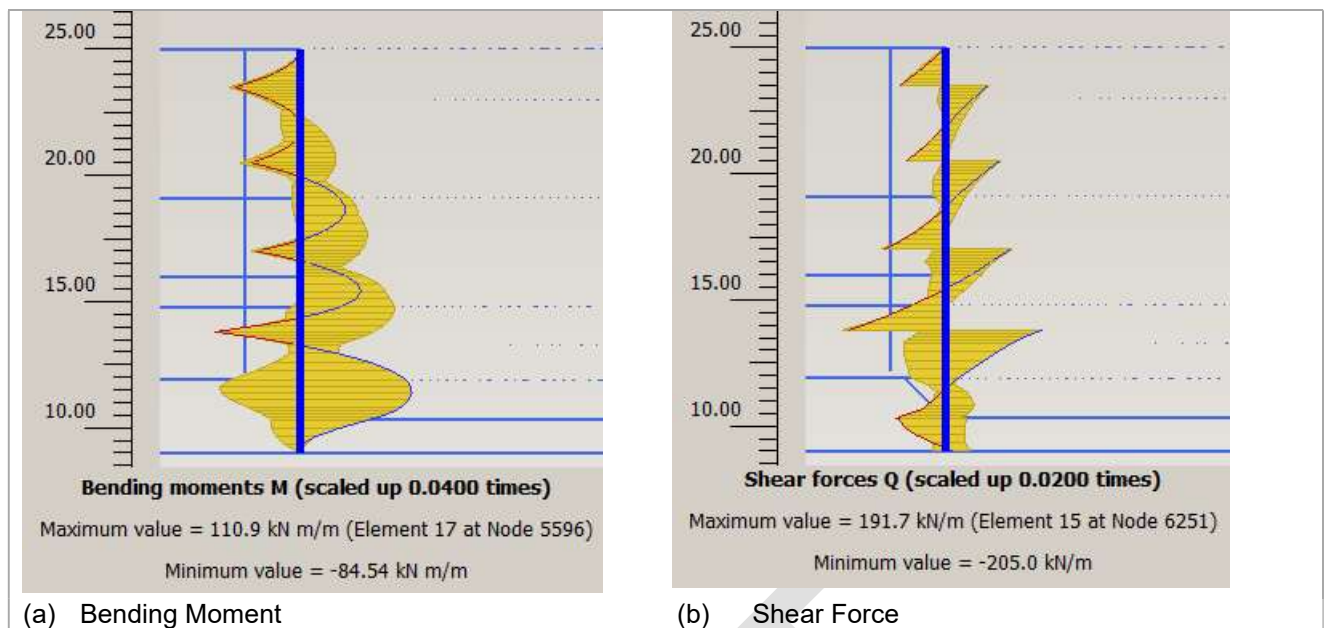 25.00
20.00
15.00
10.00
Bending moments M (scaled up 0.0400 times)
Maximum value = 110.9 kN m/m (Element 17 at Node 5596)
Minimum value = -84.54 kN m/m
(a) Bending Moment
25.00
20.00
15.00
10.00
Shear forces Q (scaled up 0.0200 times)
Maximum value = 191.7 kN/m (Element 15 at Node 6251)
Minimum value = -205.0 kN/m
(b) Shear Force